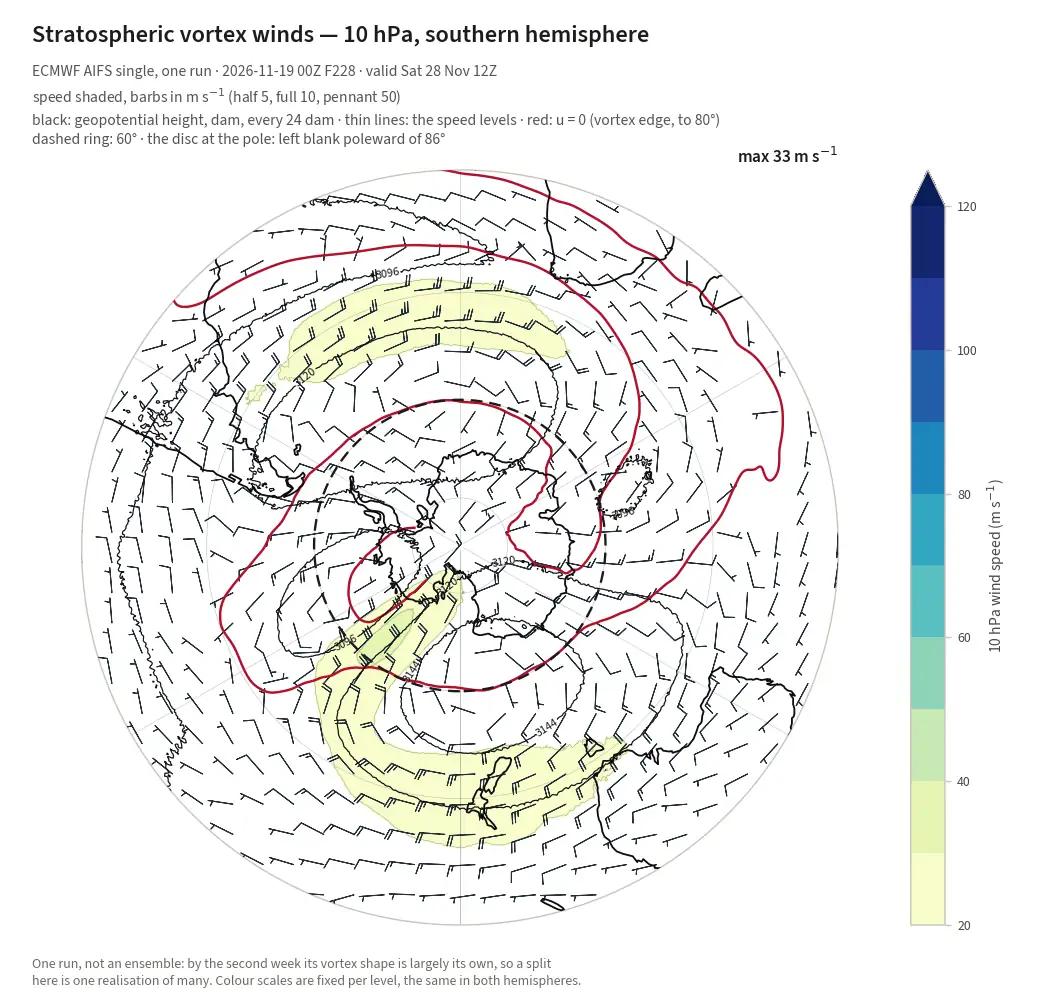 Stratospheric vortex winds — 10 hPa, southern hemisphere
ECMWF AIFS single, one run · 2026-11-19 00Z F228 · valid Sat 28 Nov 12Z
speed shaded, barbs in m s⁻¹ (half 5, full 10, pennant 50)
black: geopotential height, dam, every 24 dam · thin lines: the speed levels · red: u = 0 (vortex edge, to 80°)
dashed ring: 60° · the disc at the pole: left blank poleward of 86°
max 33 m s⁻¹
120
100
80
60
40
20
10 hPa wind speed (m s⁻¹)
3096
3120
3096
3120
3096
3144
3144
One run, not an ensemble: by the second week its vortex shape is largely its own, so a split
here is one realisation of many. Colour scales are fixed per level, the same in both hemispheres.